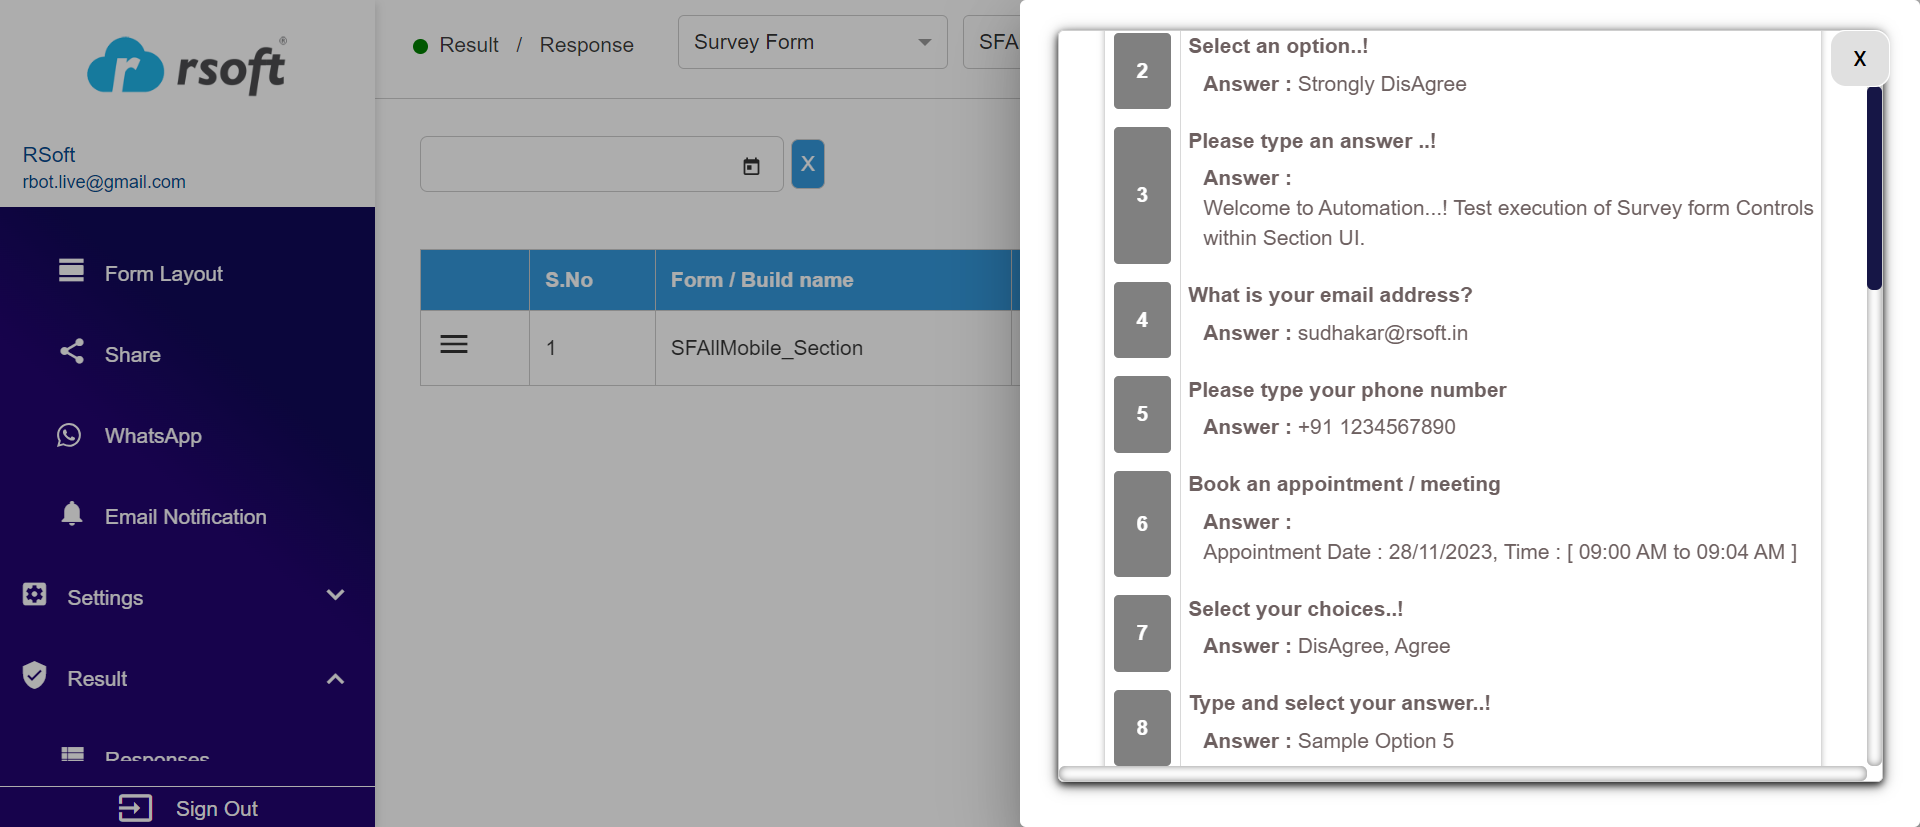 rsoft®
RSoft
rbot.live@gmail.com
Form Layout
Share
WhatsApp
Email Notification
Settings
Result
Responses
Sign Out
Result / Response
Survey Form
SFA
X
S.No
Form / Build name
1
SFAllMobile_Section
X
2
Select an option..!
Answer : Strongly DisAgree
3
Please type an answer ..!
Answer :
Welcome to Automation...! Test execution of Survey form Controls
within Section UI.
4
What is your email address?
Answer : sudhakar@rsoft.in
5
Please type your phone number
Answer : +91 1234567890
6
Book an appointment / meeting
Answer :
Appointment Date : 28/11/2023, Time : [ 09:00 AM to 09:04 AM ]
7
Select your choices..!
Answer : DisAgree, Agree
8
Type and select your answer..!
Answer : Sample Option 5